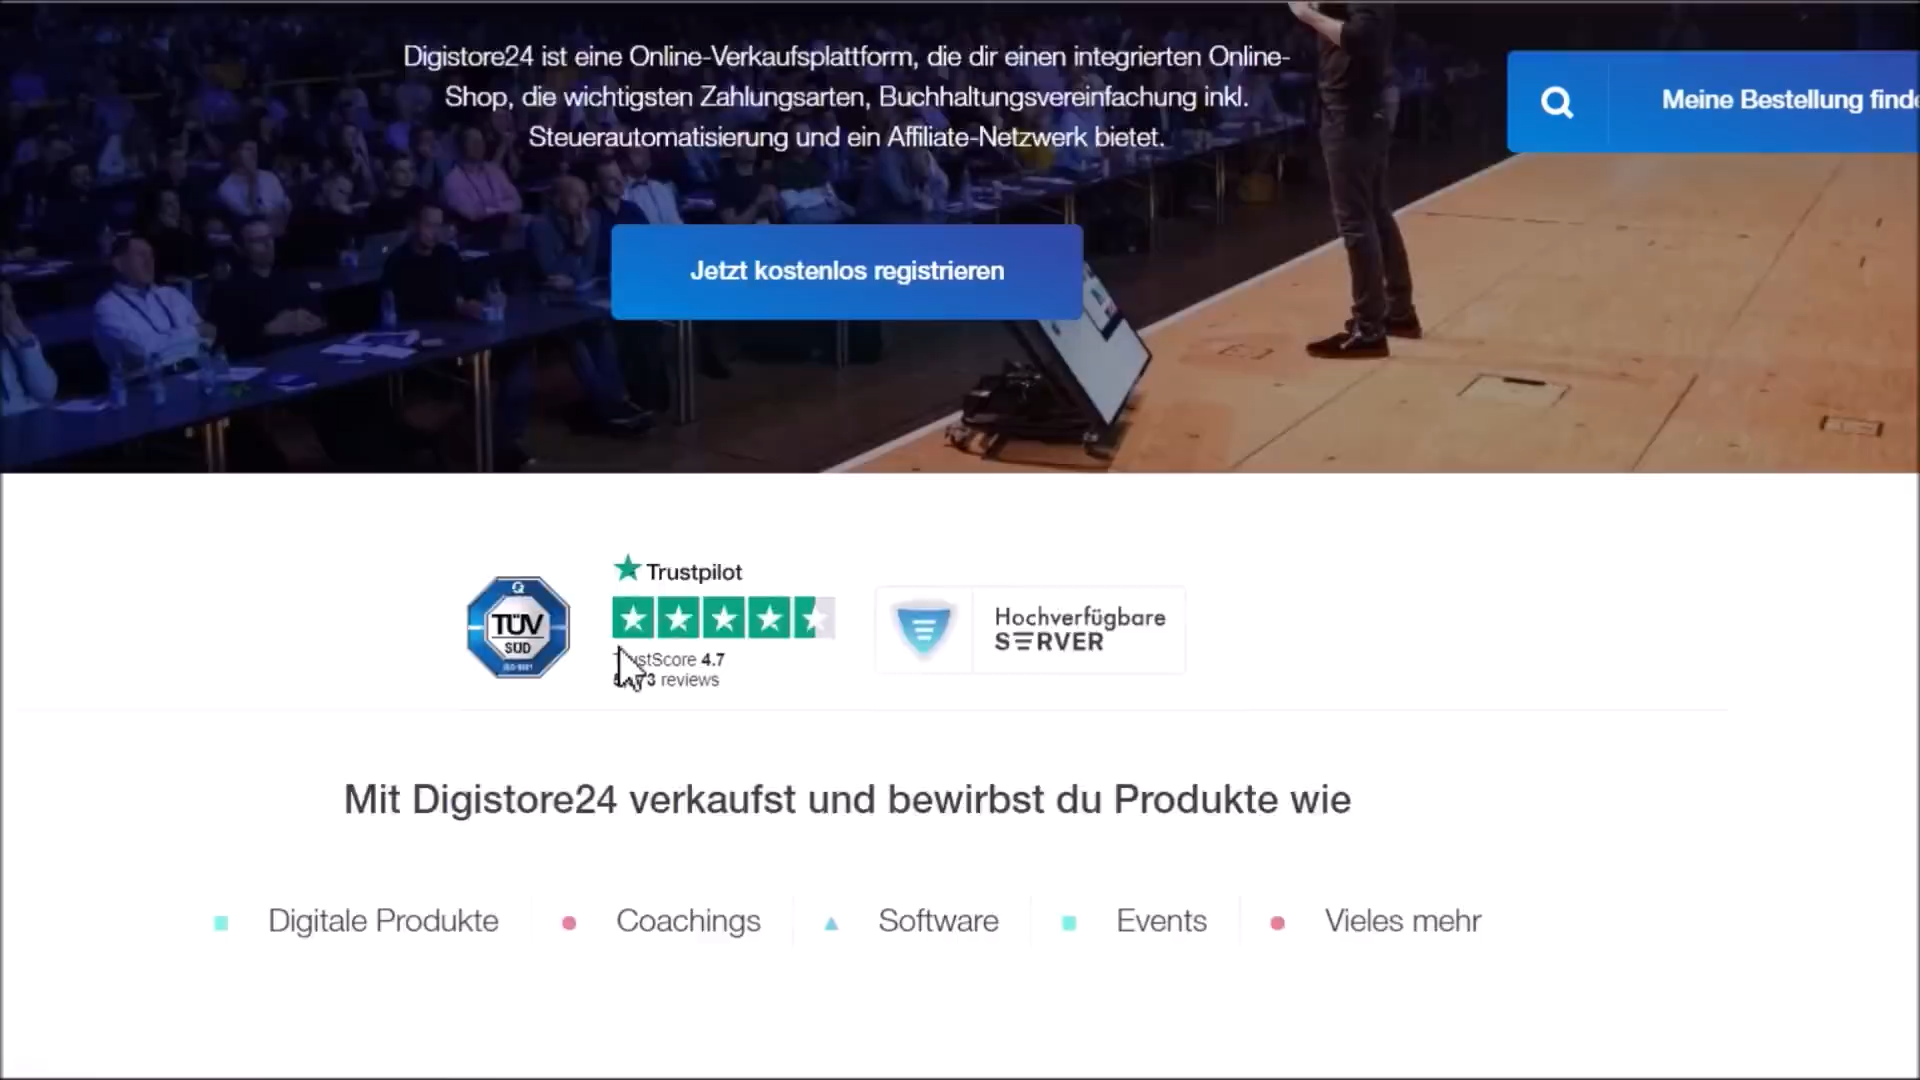 Digistore24 ist eine Online-Verkaufsplattform, die dir einen integrierten Online-
Shop, die wichtigsten Zahlungsarten, Buchhaltungsvereinfachung inkl.
Steuerautomatisierung und ein Affiliate-Netzwerk bietet.
Meine Bestellung
Jetzt kostenlos registrieren
Trustpilot
TÜV
SÜD
ISO 9001
Hochverfügbare
SERVER
4.7
reviews
Mit Digistore24 verkaufst und bewirbst du Produkte wie
Digitale Produkte
Coachings
Software
Events
Vieles mehr